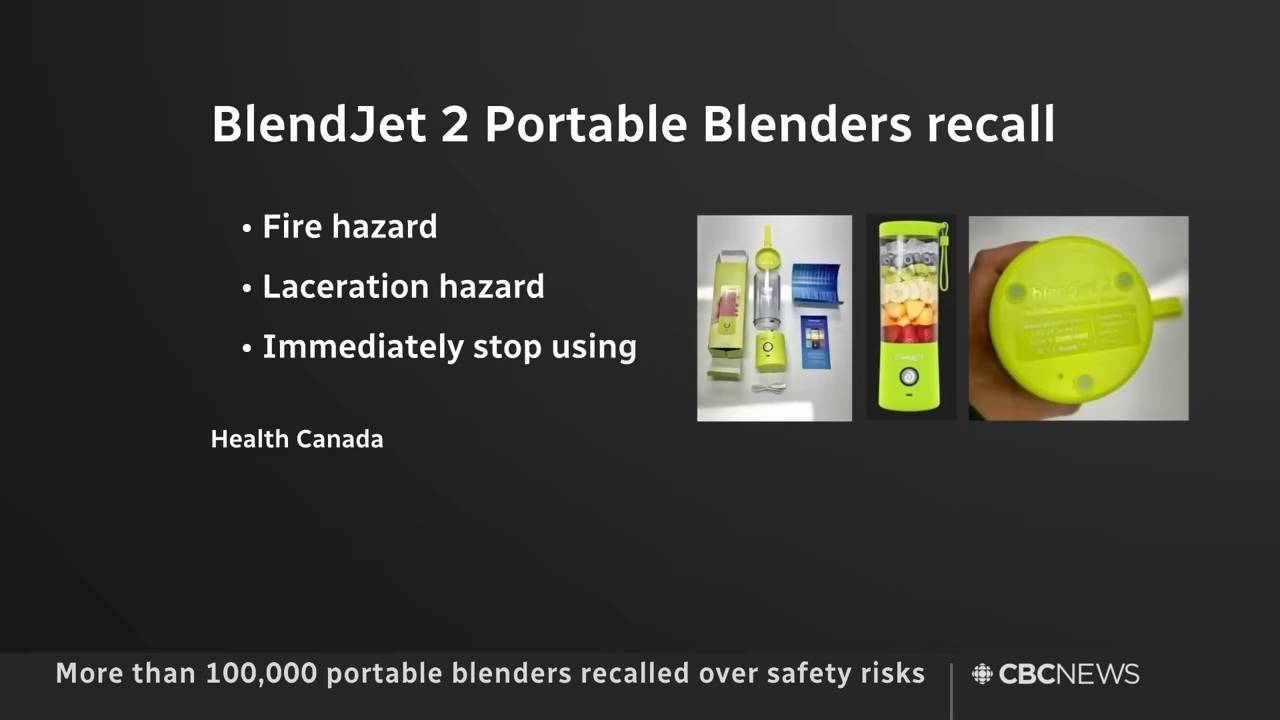 BlendJet 2 Portable Blenders recall
• Fire hazard
• Laceration hazard
• Immediately stop using
Health Canada
More than 100,000 portable blenders recalled over safety risks
CBCNEWS